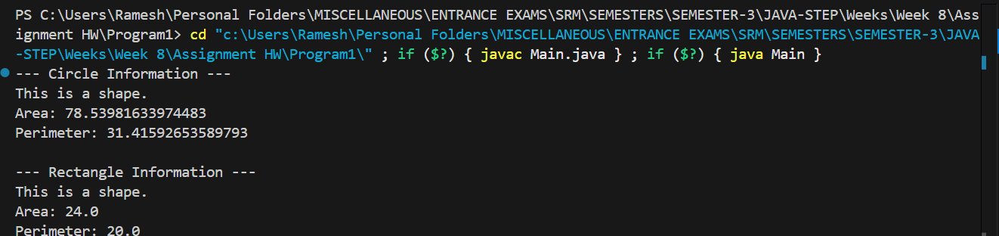 PS C:\Users\Ramesh\Personal Folders\MISCELLANEOUS\ENTRANCE EXAMS\SRM\SEMESTERS\SEMESTER-3\JAVA-STEP\Weeks\Week 8\Ass
ignment HW\Program1> cd "c:\Users\Ramesh\Personal Folders\MISCELLANEOUS\ENTRANCE EXAMS\SRM\SEMESTERS\SEMESTER-3\JAVA
-STEP\Weeks\Week 8\Assignment HW\Program1\" ; if ($?) { javac Main.java } ; if ($?) { java Main }
--- Circle Information ---
This is a shape.
Area: 78.53981633974483
Perimeter: 31.41592653589793
--- Rectangle Information ---
This is a shape.
Area: 24.0
Perimeter: 20.0